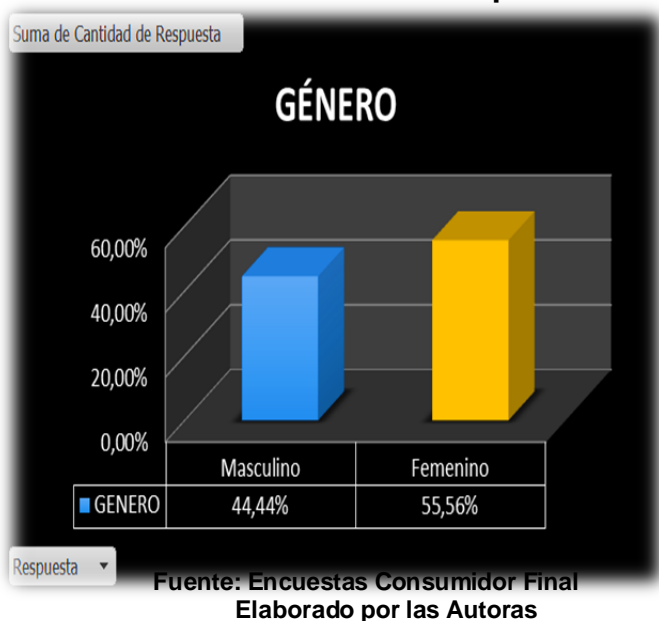 Suma de Cantidad de Respuesta
GÉNERO
60,00%
40,00%
20,00%
0,00%
Masculino Femenino
GENERO 44,44% 55,56%
Respuesta
Fuente: Encuestas Consumidor Final
Elaborado por las Autoras